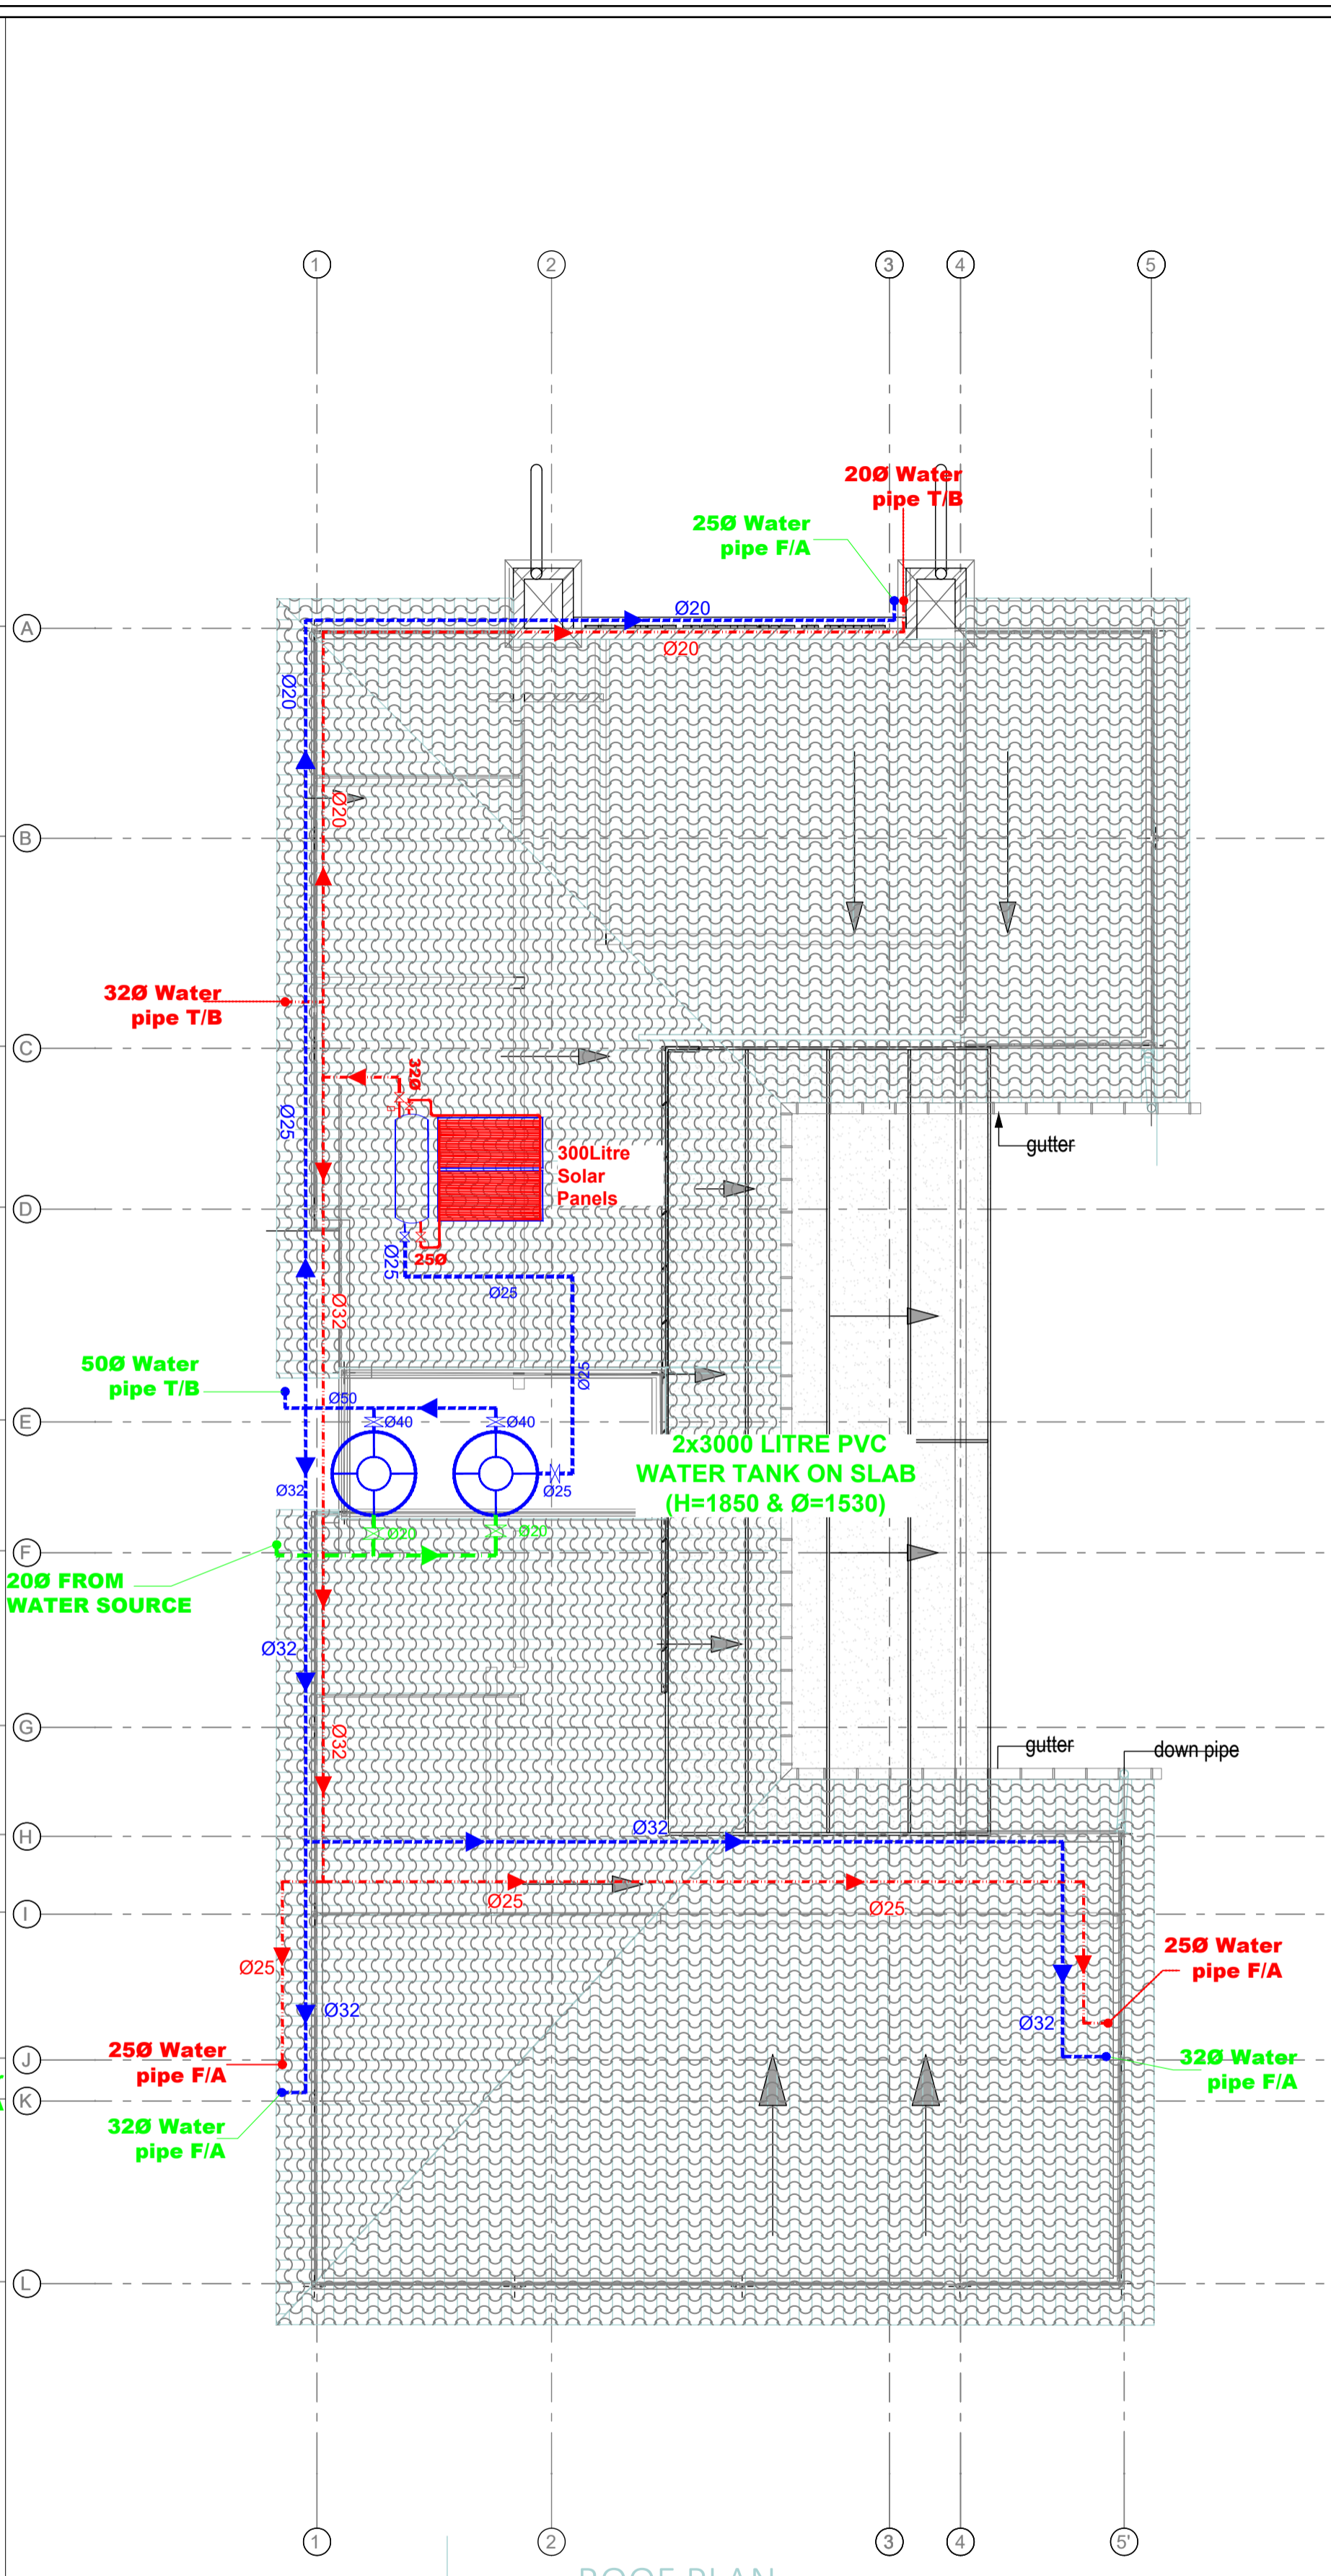 1
2
3
4
5
20Ø Water
pipe T/B
25Ø Water
pipe F/A
Ø20
A
Ø20
Ø20
Ø20
B
32Ø Water
pipe T/B
C
32Ø
Ø25
gutter
300Litre
Solar
Panels
D
Ø25
25Ø
Ø25
Ø32
50Ø Water
pipe T/B
Ø25
Ø50
E
Ø40
Ø40
2x3000 LITRE PVC
WATER TANK ON SLAB
(H=1850 & Ø=1530)
Ø32
Ø25
Ø20
Ø20
F
20Ø FROM
WATER SOURCE
Ø32
G
Ø32
gutter
down pipe
H
Ø32
Ø25
Ø25
I
25Ø Water
pipe F/A
Ø25
Ø32
Ø32
25Ø Water
pipe F/A
J
32Ø Water
pipe F/A
K
32Ø Water
pipe F/A
L
1
2
3
4
5'
ROOF PLAN